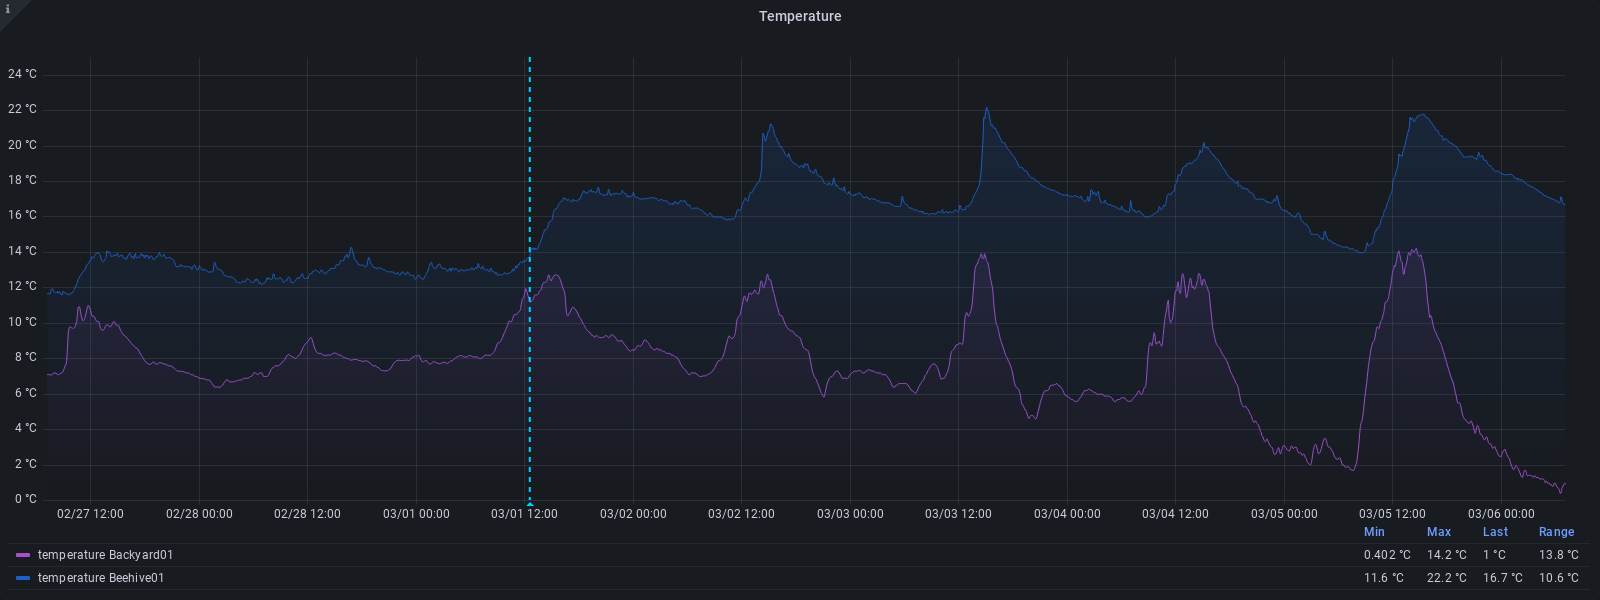 i
Temperature
24 °C
22 °C
20 °C
18 °C
16 °C
14 °C
12 °C
10 °C
8 °C
6 °C
4 °C
2 °C
0 °C
02/27 12:00 02/28 00:00 02/28 12:00 03/01 00:00 03/01 12:00 03/02 00:00 03/02 12:00 03/03 00:00 03/03 12:00 03/04 00:00 03/04 12:00 03/05 00:00 03/05 12:00 03/06 00:00
Min Max Last Range
temperature Backyard01 0.402 °C 14.2 °C 1 °C 13.8 °C
temperature Beehive01 11.6 °C 22.2 °C 16.7 °C 10.6 °C